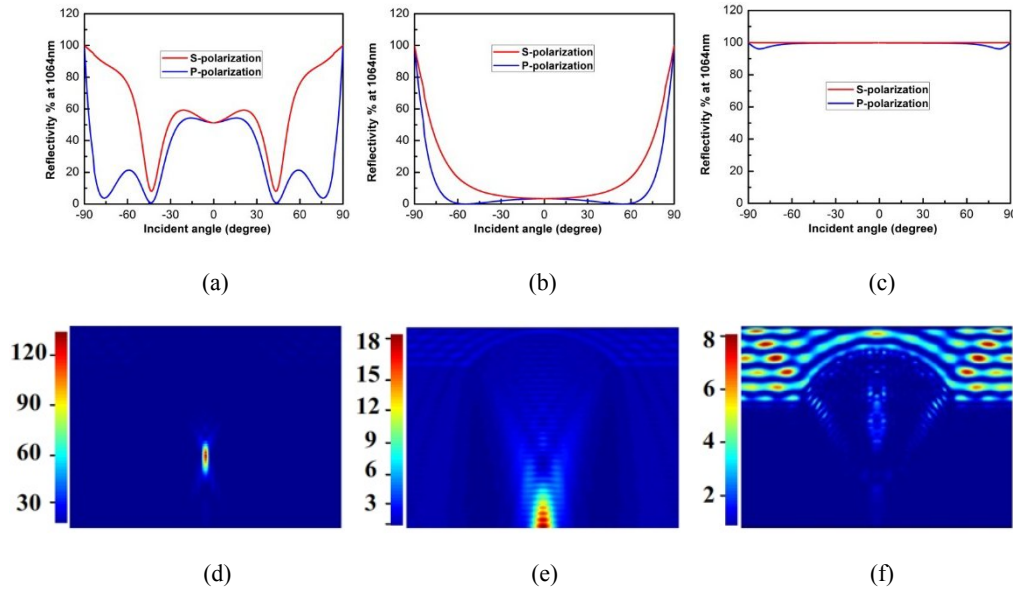 120
100
80
60
40
20
0
Reflectivity % at 1064nm
S-polarization
P-polarization
-90 -60 -30 0 30 60 90
Incident angle (degree)
(a)
120
100
80
60
40
20
0
Reflectivity % at 1064nm
S-polarization
P-polarization
-90 -60 -30 0 30 60 90
Incident angle (degree)
(b)
120
100
80
60
40
20
0
Reflectivity % at 1064nm
S-polarization
P-polarization
-90 -60 -30 0 30 60 90
Incident angle (degree)
(c)
120
90
60
30
(d)
18
15
12
9
6
3
(e)
8
6
4
2
(f)